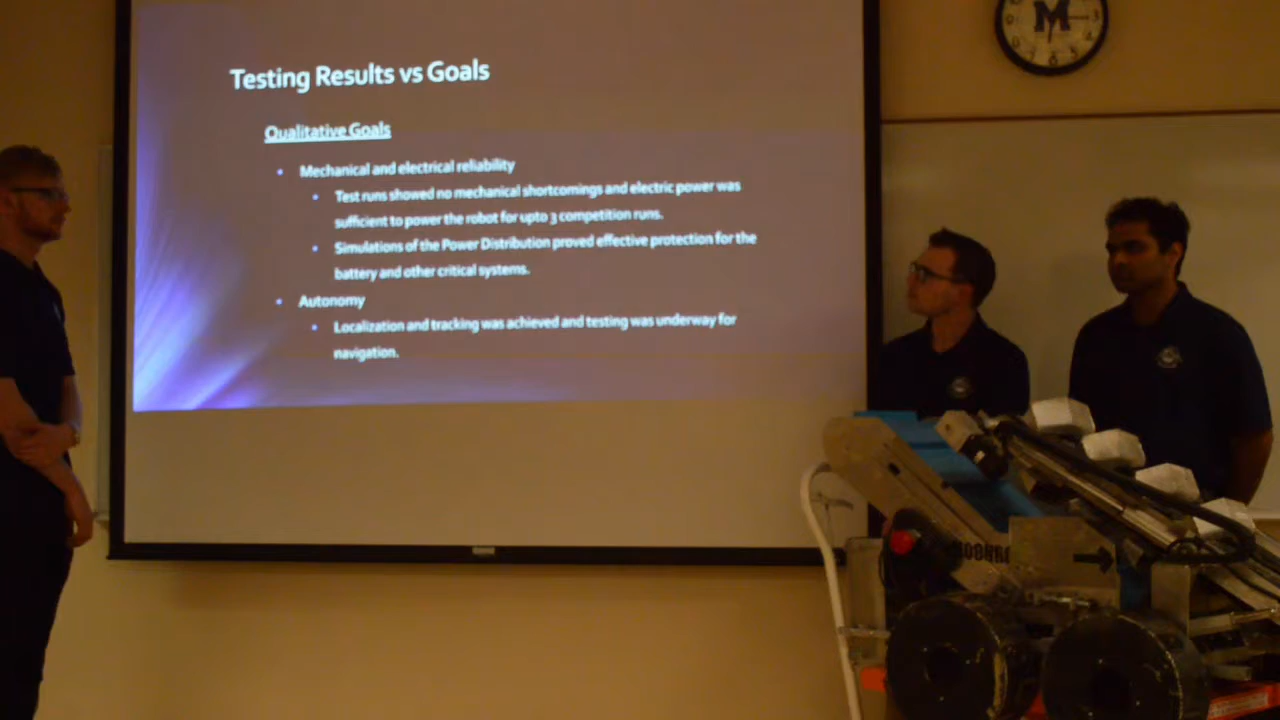 M
Testing Results vs Goals
Qualitative Goals
Mechanical and electrical reliability
Test runs showed no mechanical shortcomings and electric power was
sufficient to power the robot for upto 3 competition runs.
Simulations of the Power Distribution proved effective protection for the
battery and other critical systems.
Autonomy
Localization and tracking was achieved and testing was underway for
navigation.